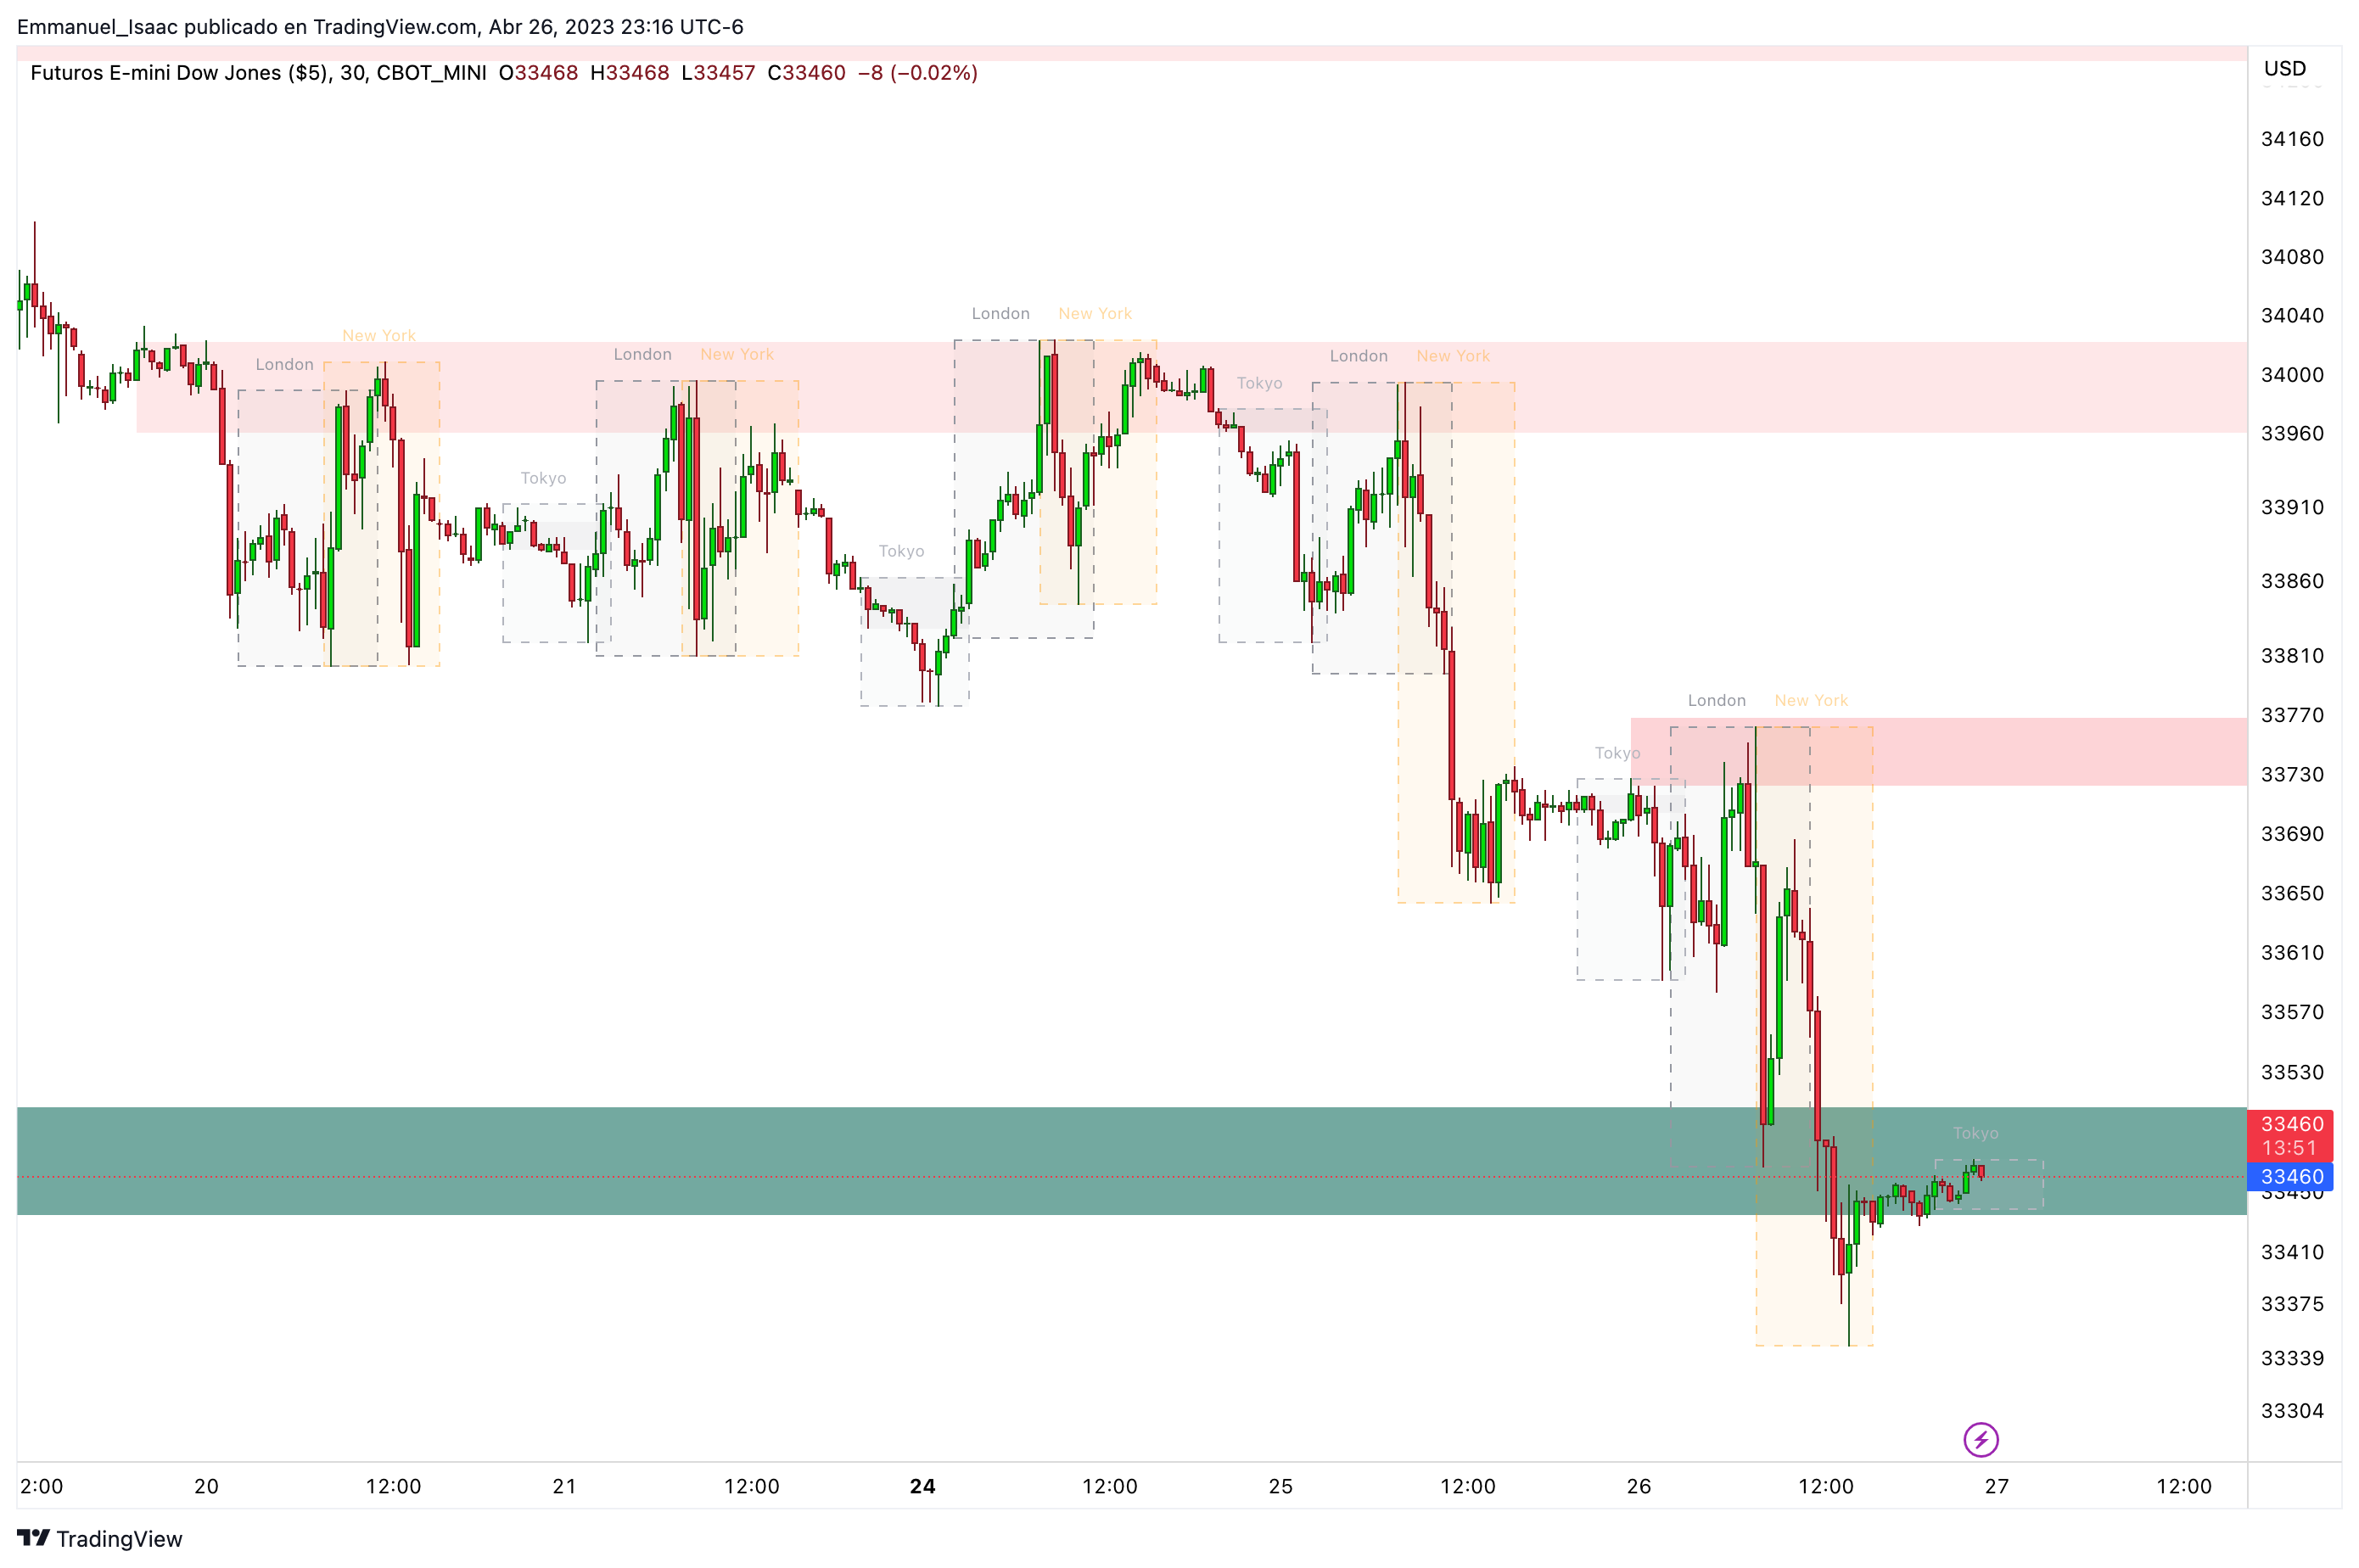 Emmanuel_Isaac publicado en TradingView.com, Abr 26, 2023 23:16 UTC-6
Futuros E-mini Dow Jones ($5), 30, CBOT_MINI O33468 H33468 L33457 C33460 −8 (−0.02%)
USD
34160
34120
34080
34040
34000
33960
33910
33860
33810
33770
33730
33690
33650
33610
33570
33530
33460
13:51
33460
33450
33410
33375
33339
33304
London New York
Tokyo
London New York
Tokyo
London New York
Tokyo
London New York
Tokyo
London New York
Tokyo
2:00 20 12:00 21 12:00 24 12:00 25 12:00 26 12:00 27 12:00
TradingView